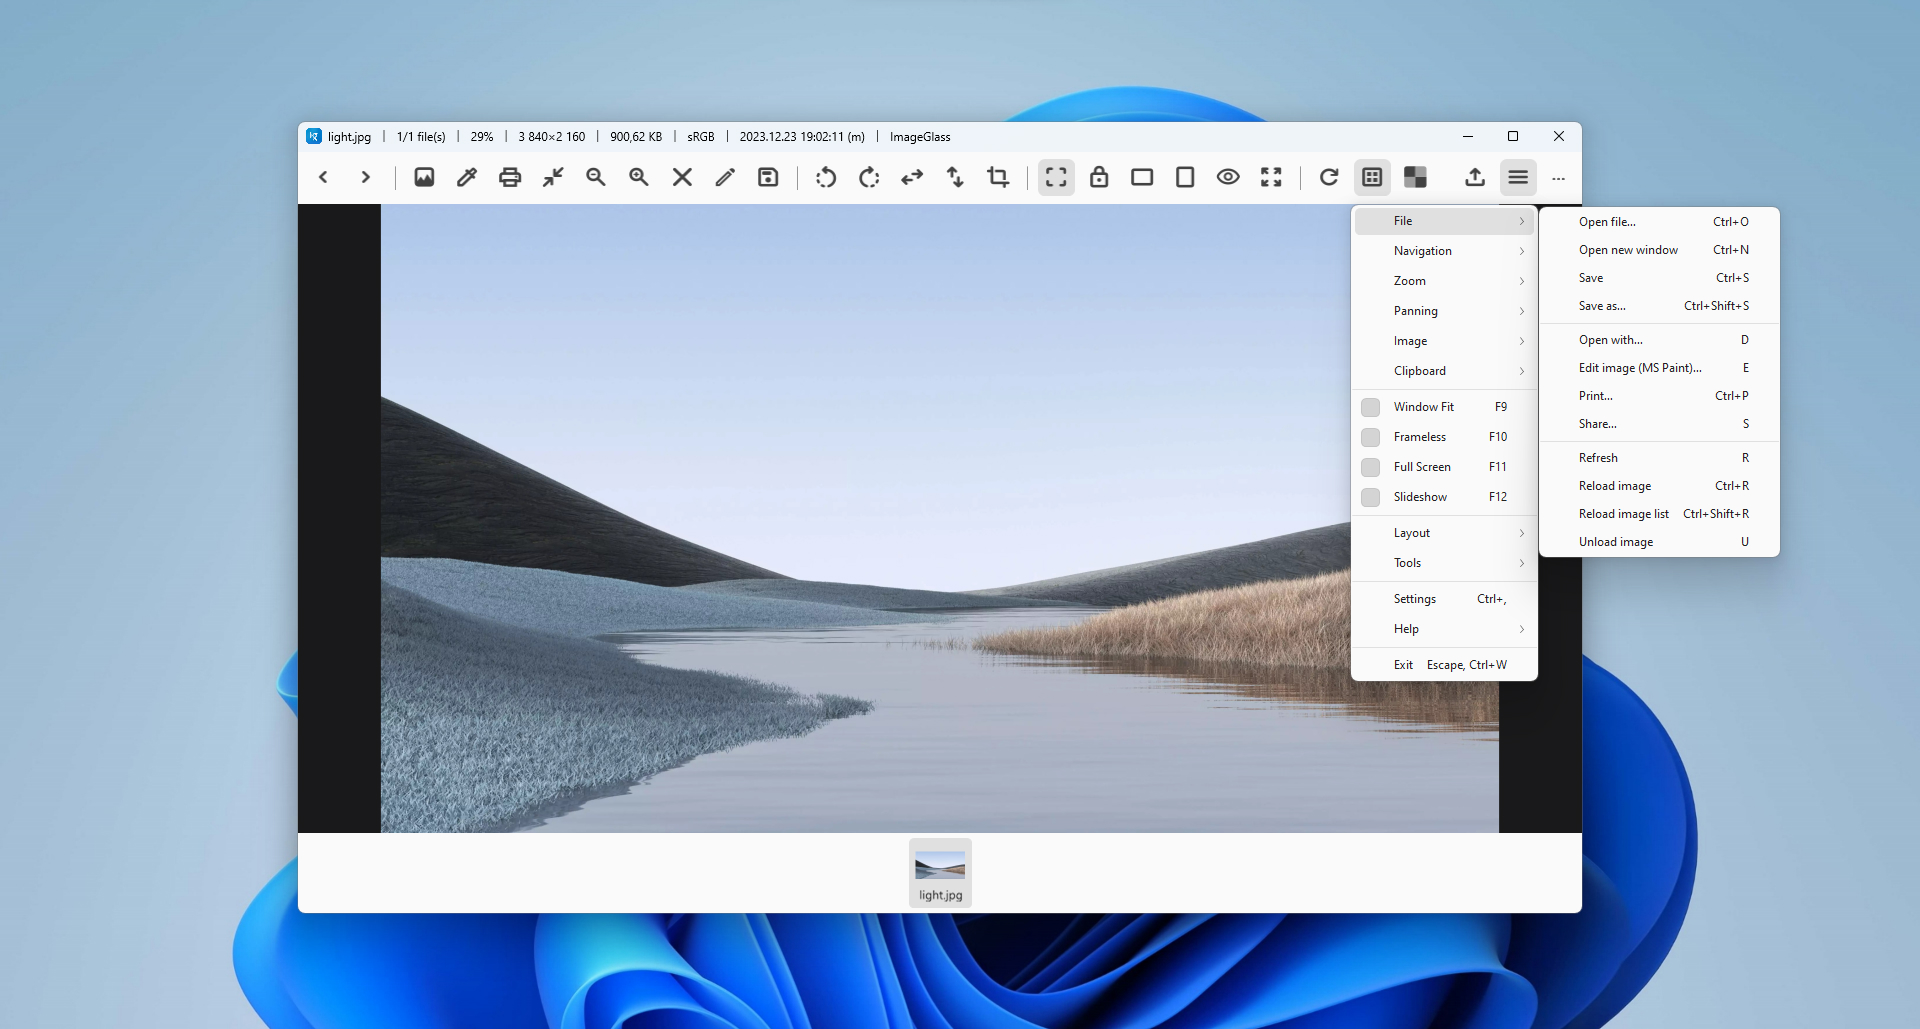 light.jpg | 1/1 file(s) | 29% | 3 840×2 160 | 900,62 KB | sRGB | 2023.12.23 19:02:11 (m) | ImageGlass
File
Navigation
Zoom
Panning
Image
Clipboard
Window Fit F9
Frameless F10
Full Screen F11
Slideshow F12
Layout
Tools
Settings Ctrl+,
Help
Exit Escape, Ctrl+W
Open file... Ctrl+O
Open new window Ctrl+N
Save Ctrl+S
Save as... Ctrl+Shift+S
Open with... D
Edit image (MS Paint)... E
Print... Ctrl+P
Share... S
Refresh R
Reload image Ctrl+R
Reload image list Ctrl+Shift+R
Unload image U
light.jpg